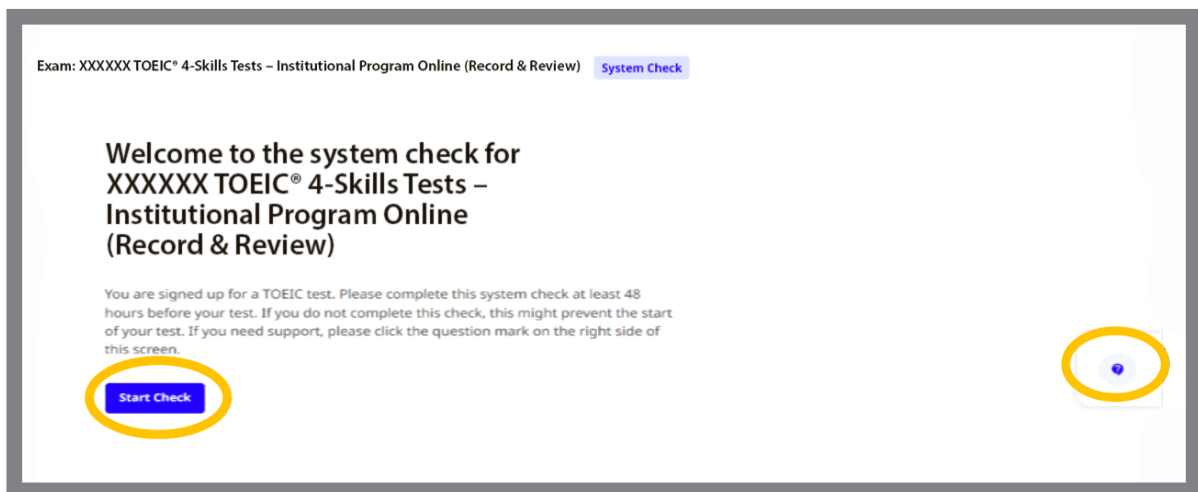 Exam: XXXXXX TOEIC® 4-Skills Tests – Institutional Program Online (Record & Review) System Check
Welcome to the system check for
XXXXXX TOEIC® 4-Skills Tests –
Institutional Program Online
(Record & Review)
You are signed up for a TOEIC test. Please complete this system check at least 48
hours before your test. If you do not complete this check, this might prevent the start
of your test. If you need support, please click the question mark on the right side of
this screen.
?
Start Check